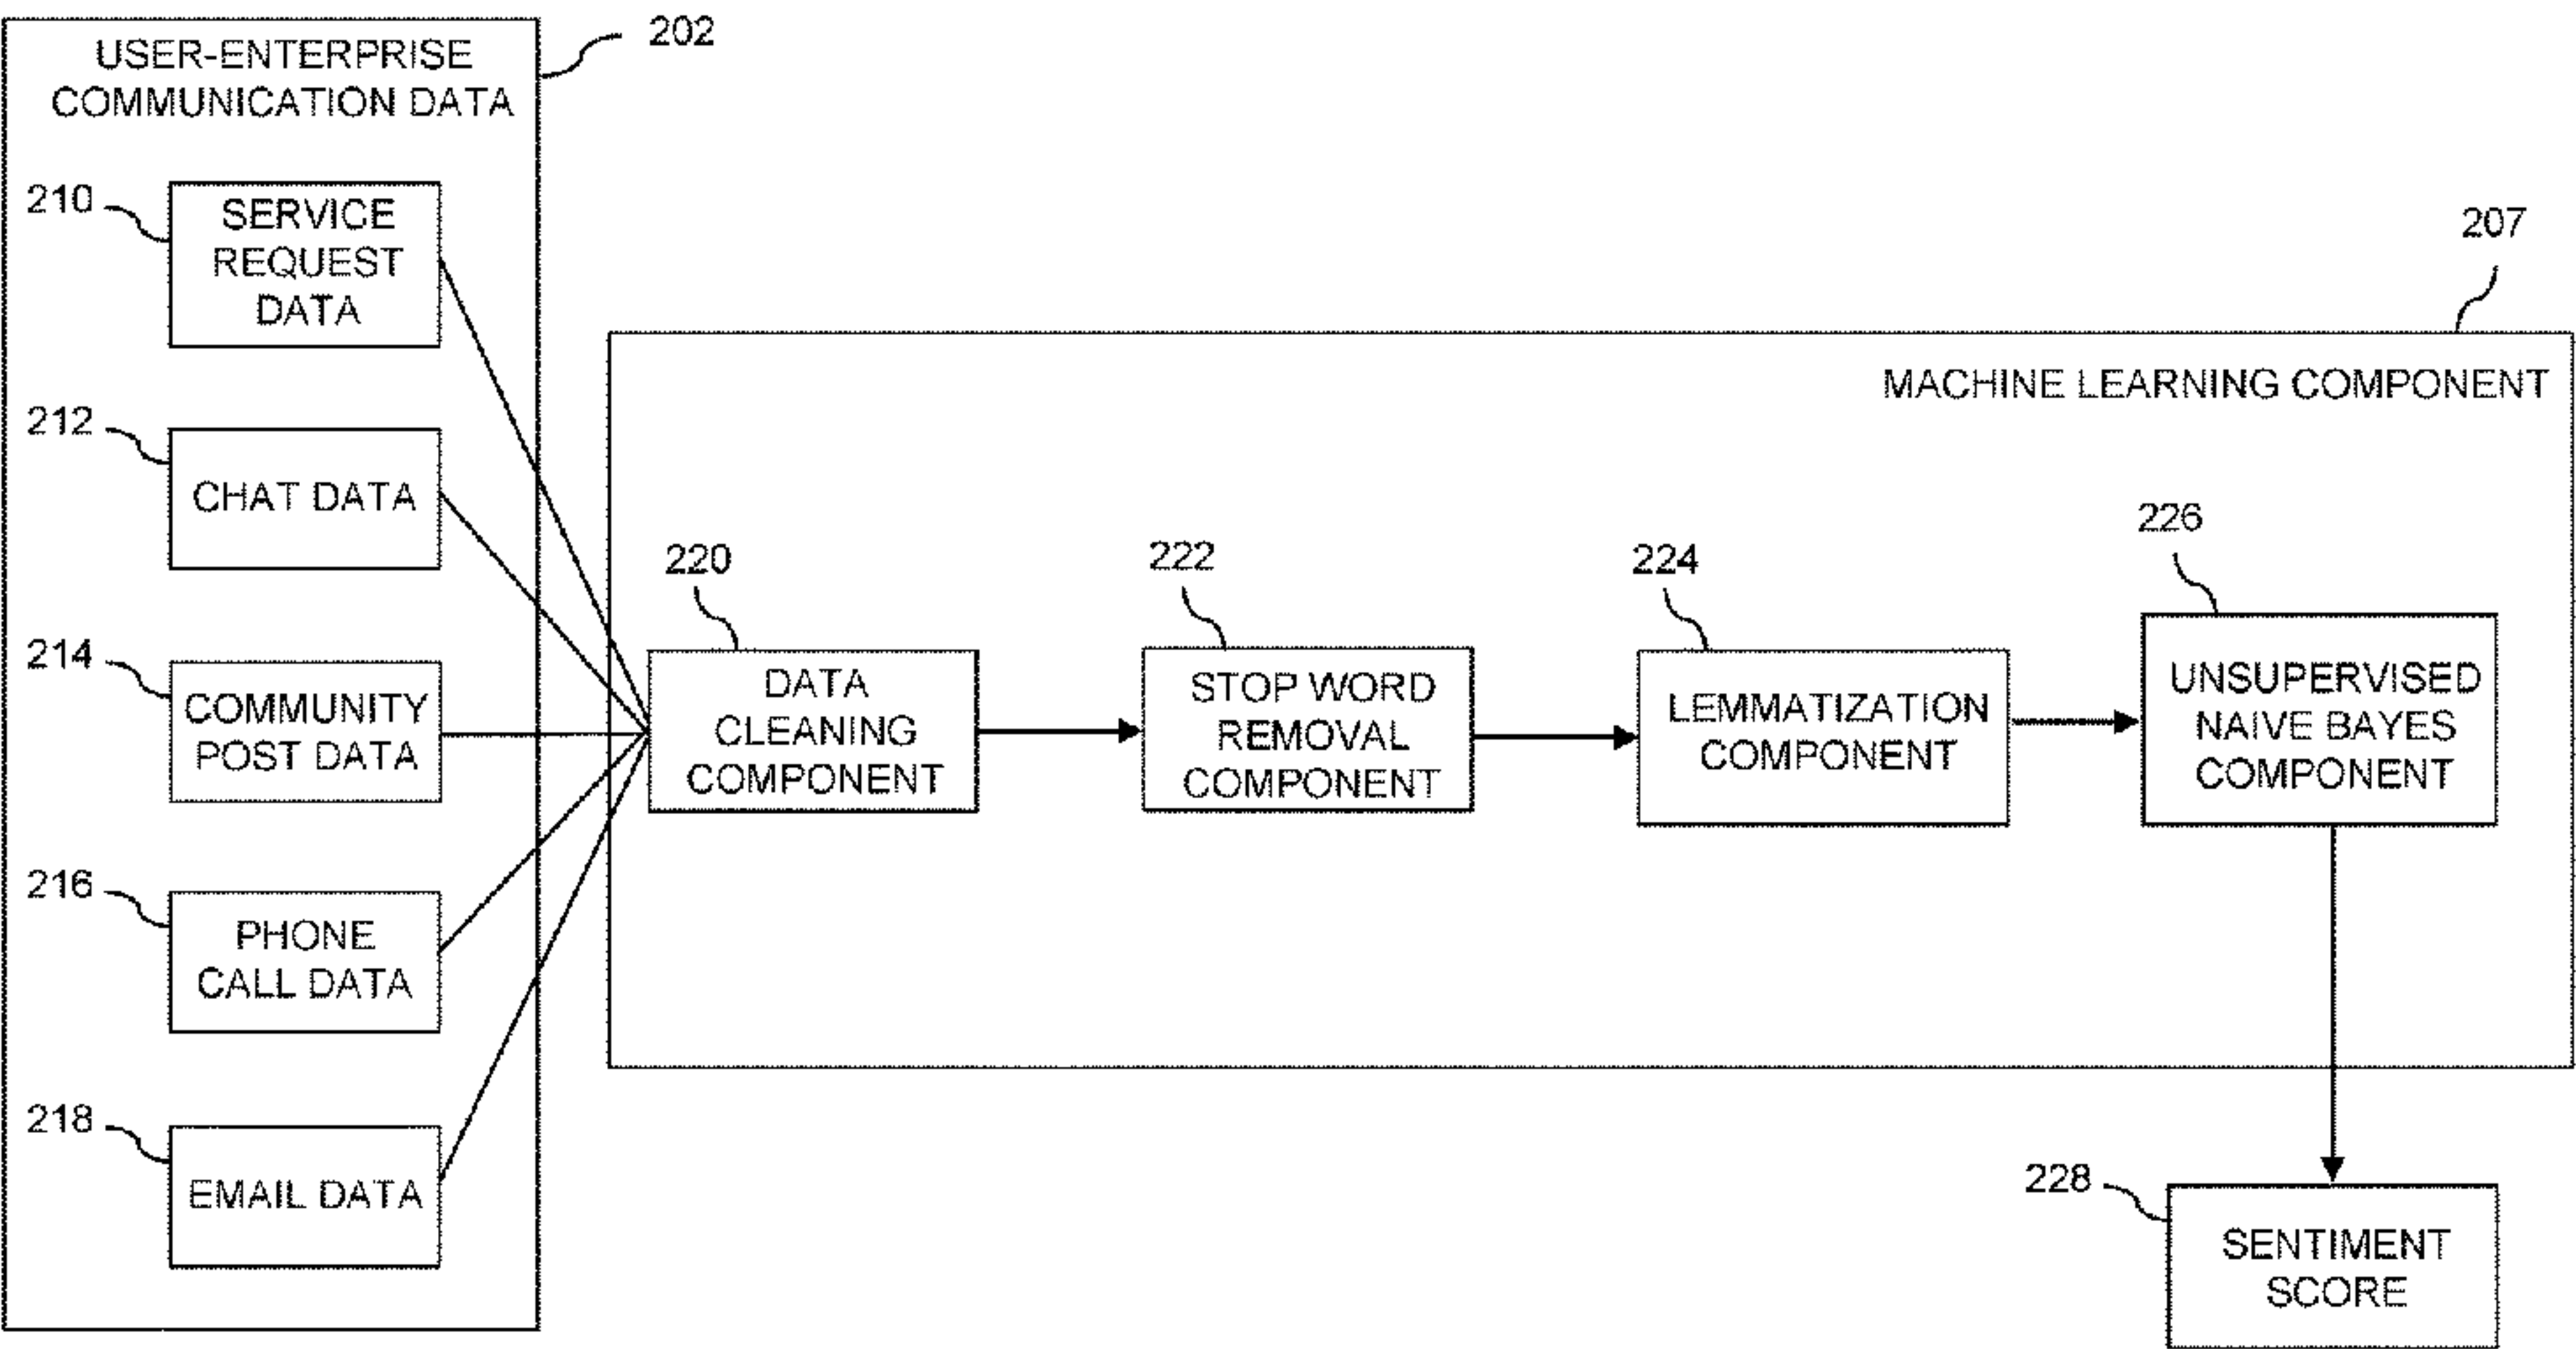 USER-ENTERPRISE
COMMUNICATION DATA
202
210
SERVICE
REQUEST
DATA
212
CHAT DATA
214
COMMUNITY
POST DATA
216
PHONE
CALL DATA
218
EMAIL DATA
207
MACHINE LEARNING COMPONENT
220
DATA
CLEANING
COMPONENT
222
STOP WORD
REMOVAL
COMPONENT
224
LEMMATIZATION
COMPONENT
226
UNSUPERVISED
NAIVE BAYES
COMPONENT
228
SENTIMENT
SCORE